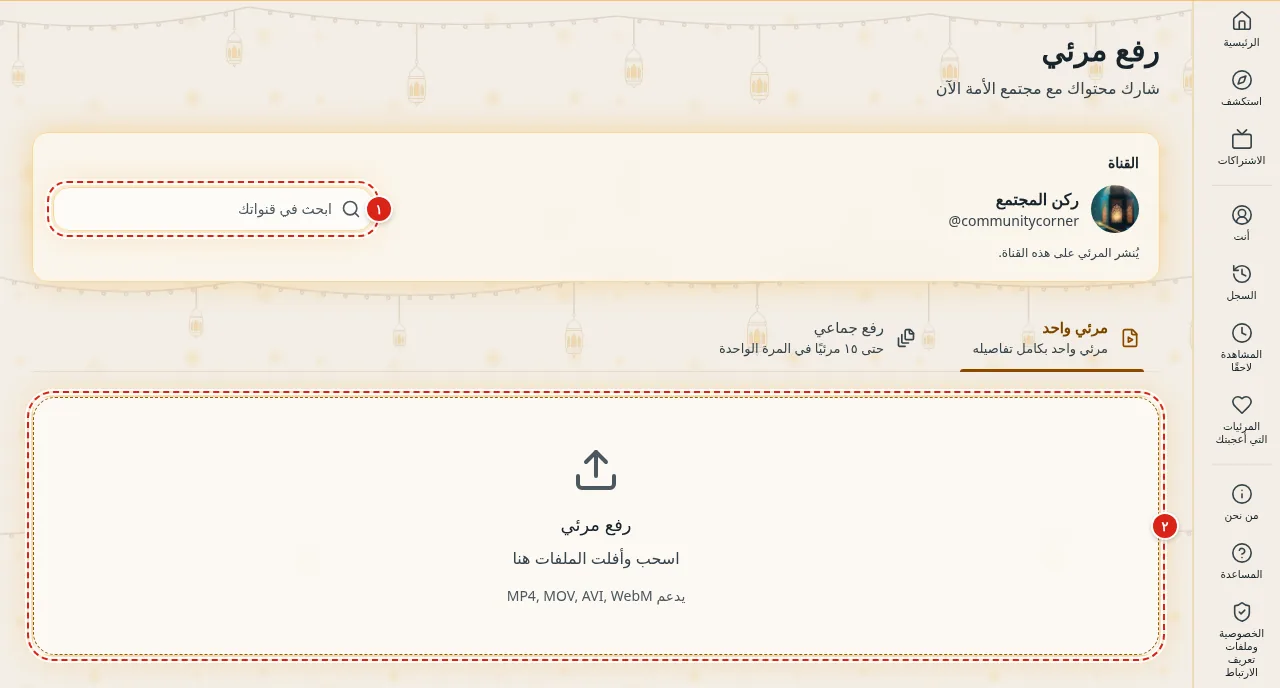 رفع مرئي
شارك محتواك مع مجتمع الأمة الآن
القناة
ركن المجتمع
@communitycorner
يُنشر المرئي على هذه القناة.
١
ابحث في قنواتك
مرئي واحد
مرئي واحد بكامل تفاصيله
رفع جماعي
حتى ١٥ مرئيًا في المرة الواحدة
٢
رفع مرئي
اسحب وأفلت الملفات هنا
يدعم MP4, MOV, AVI, WebM
الرئيسية
استكشف
الاشتراكات
أنت
السجل
المشاهدة
لاحقًا
المرئيات
التي أعجبتك
من نحن
المساعدة
الخصوصية
وملفات
تعريف
الارتباط